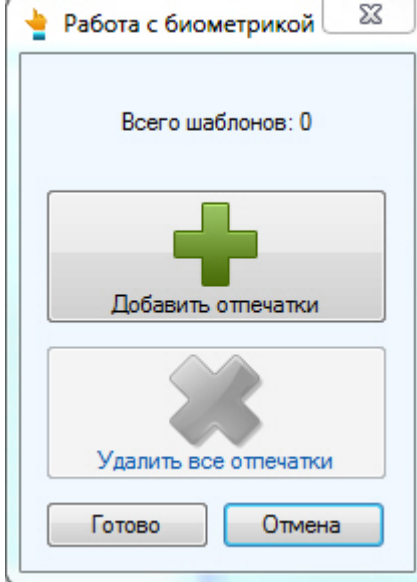 Работа с биометрикой
Всего шаблонов: 0
Добавить отпечатки
Удалить все отпечатки
Готово
Отмена